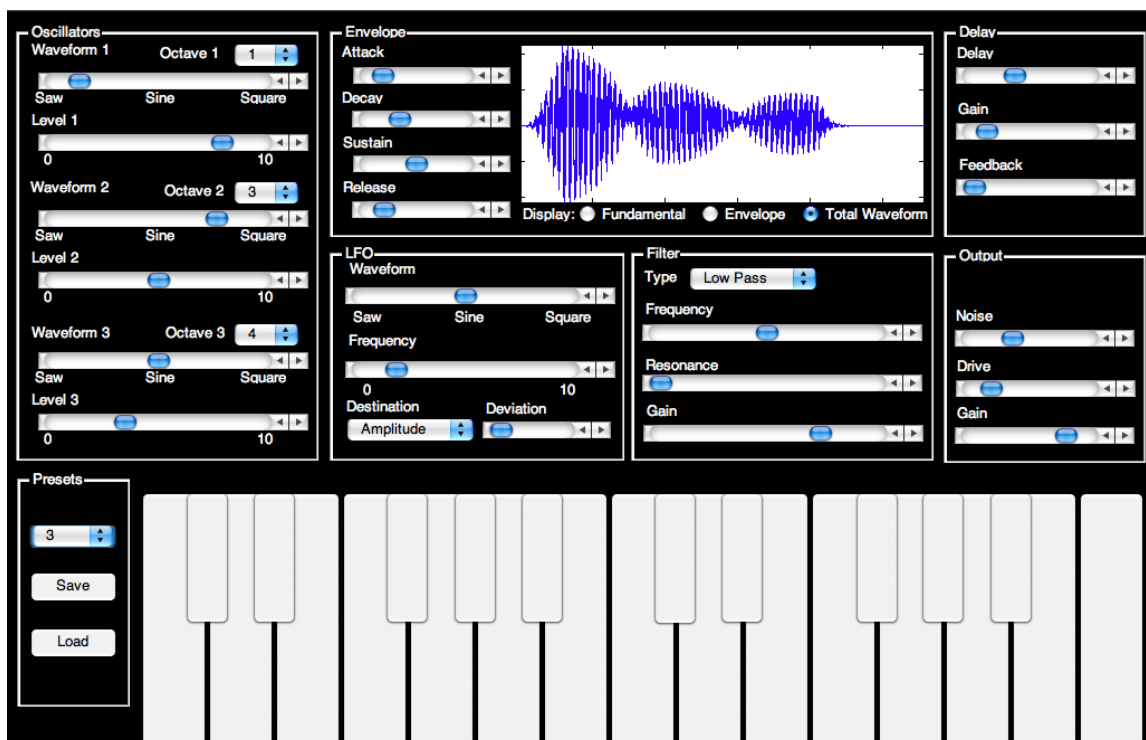 Oscillators
Waveform 1 Octave 1 1
Saw Sine Square
Level 1
0 10
Waveform 2 Octave 2 3
Saw Sine Square
Level 2
0 10
Waveform 3 Octave 3 4
Saw Sine Square
Level 3
0 10
Envelope
Attack
Decay
Sustain
Release
Display: Fundamental Envelope Total Waveform
Delay
Delay
Gain
Feedback
LFO
Waveform
Saw Sine Square
Frequency
0 10
Destination Deviation
Amplitude
Filter
Type Low Pass
Frequency
Resonance
Gain
Output
Noise
Drive
Gain
Presets
3
Save
Load